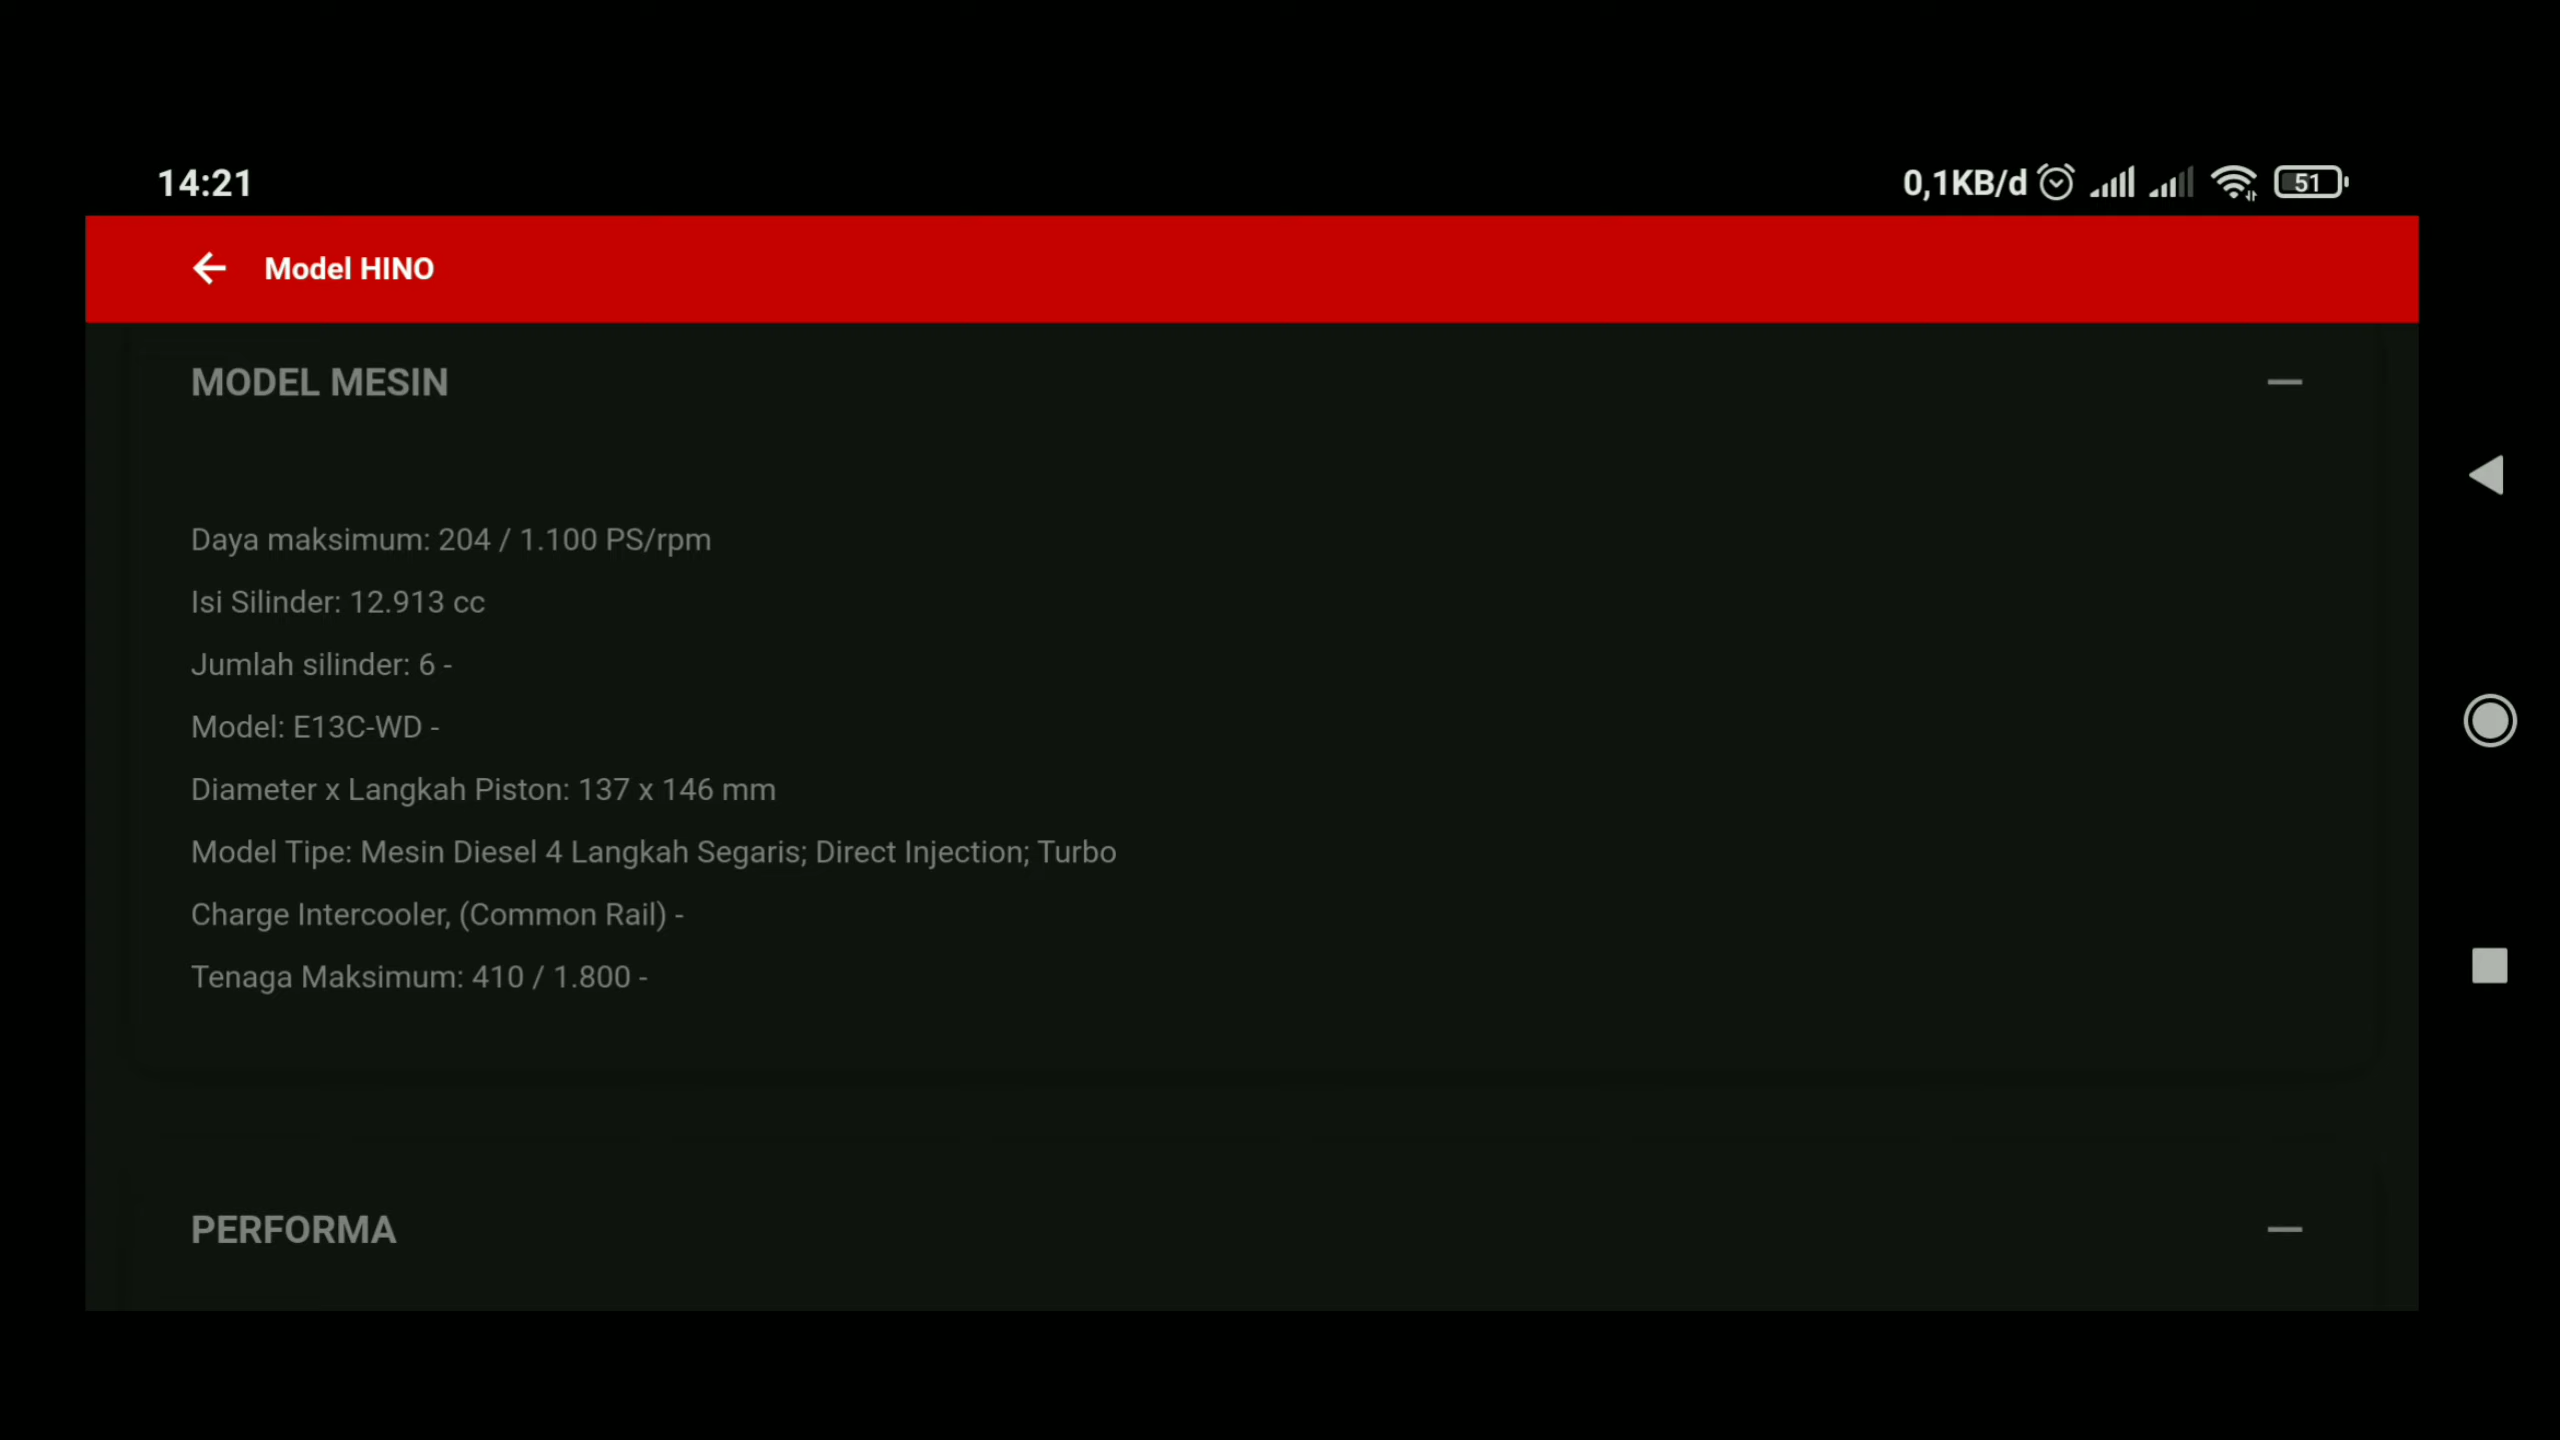 14:21
0,1KB/d
51
Model HINO
MODEL MESIN
Daya maksimum: 204 / 1.100 PS/rpm
Isi Silinder: 12.913 cc
Jumlah silinder: 6 -
Model: E13C-WD -
Diameter x Langkah Piston: 137 x 146 mm
Model Tipe: Mesin Diesel 4 Langkah Segaris; Direct Injection; Turbo
Charge Intercooler, (Common Rail) -
Tenaga Maksimum: 410 / 1.800 -
PERFORMA